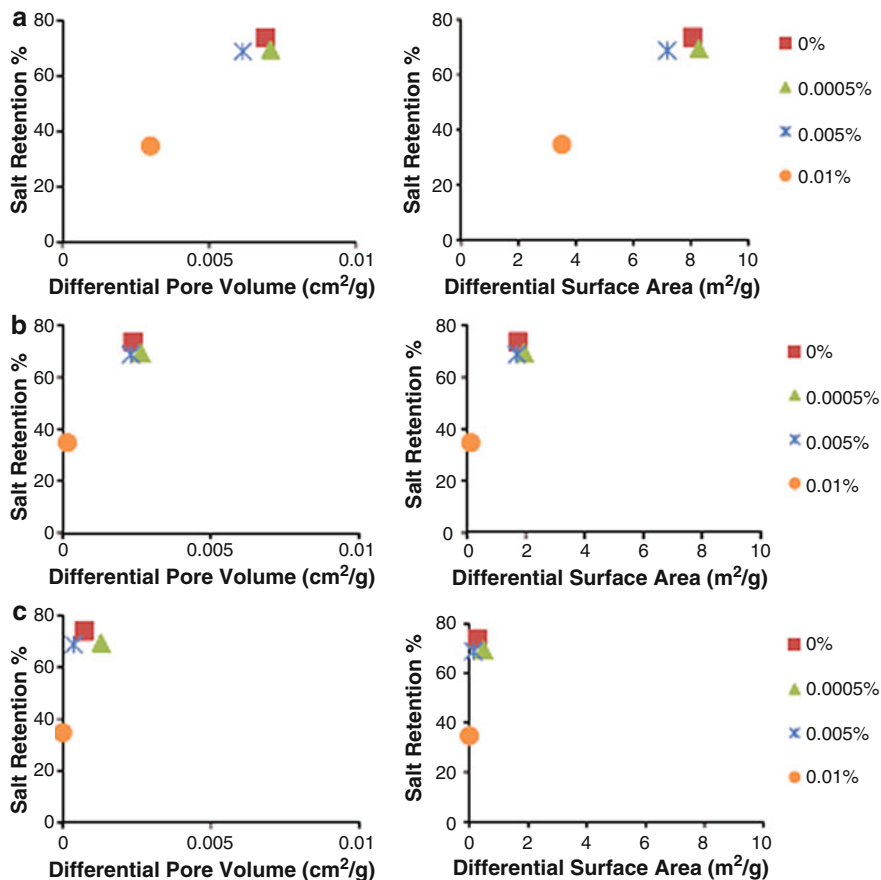 a
80
60
40
20
0
Salt Retention %
0 0.005 0.01
Differential Pore Volume (cm²/g)
80
60
40
20
0
Salt Retention %
0 2 4 6 8 10
Differential Surface Area (m²/g)
0%
0.0005%
0.005%
0.01%
b
80
60
40
20
0
Salt Retention %
0 0.005 0.01
Differential Pore Volume (cm²/g)
80
60
40
20
0
Salt Retention %
0 2 4 6 8 10
Differential Surface Area (m²/g)
0%
0.0005%
0.005%
0.01%
c
80
60
40
20
0
Salt Retention %
0 0.005 0.01
Differential Pore Volume (cm²/g)
80
60
40
20
0
Salt Retention %
0 2 4 6 8 10
Differential Surface Area (m²/g)
0%
0.0005%
0.005%
0.01%